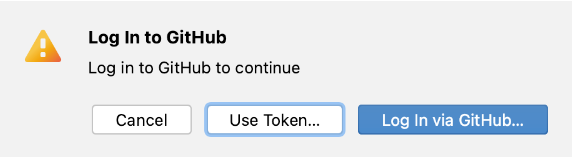 Log In to GitHub
Log in to GitHub to continue
Cancel Use Token... Log In via GitHub...